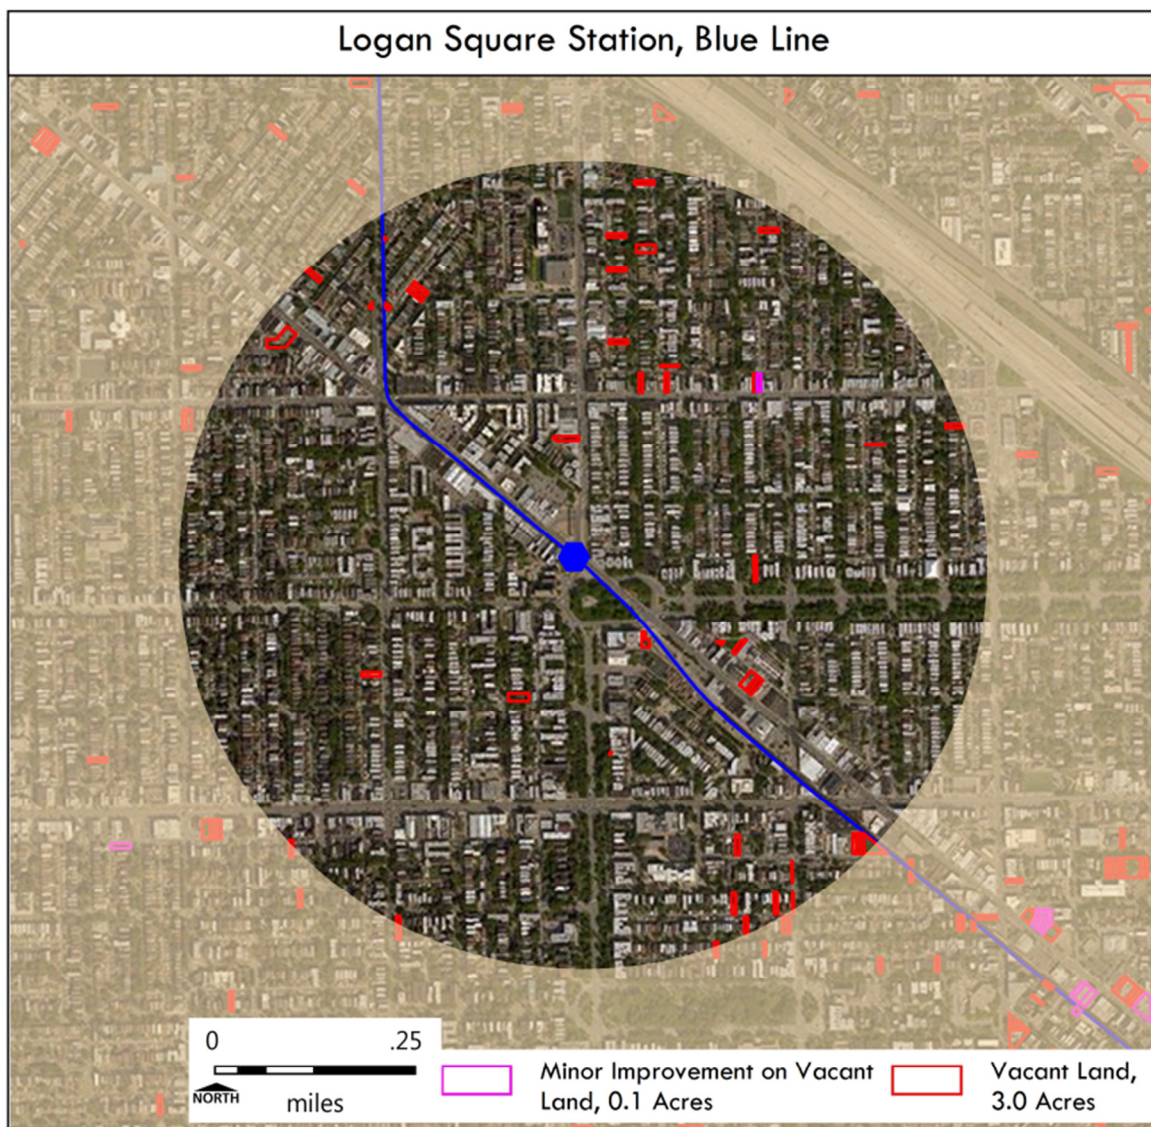 Logan Square Station, Blue Line
0 .25
NORTH miles
Minor Improvement on Vacant
Land, 0.1 Acres
Vacant Land,
3.0 Acres